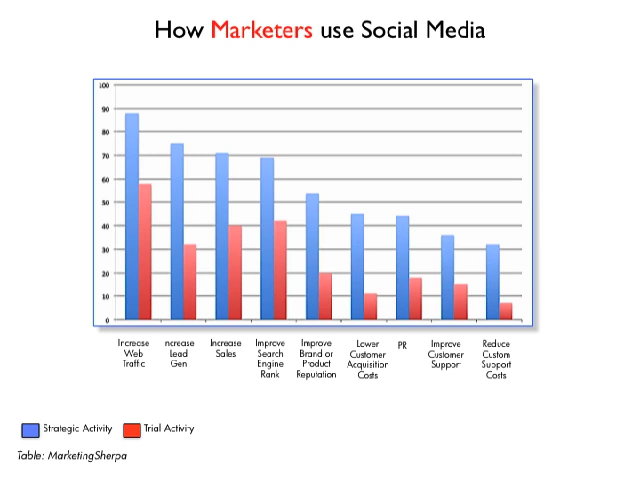 How Marketers use Social Media
100
90
80
70
60
50
40
30
20
10
0
Increase
Web
Traffic
ncrease
Lead
Gen
Increase
Sales
Improve
Search
Engine
Rank
Improve
Brand or
Product
Reputation
Lower
Customer
Acquisition
Costs
PR
Improve
Customer
Support
Reduce
Custom
Support
Costs
Strategic Activity
Trial Activity
Table: MarketingSherpa